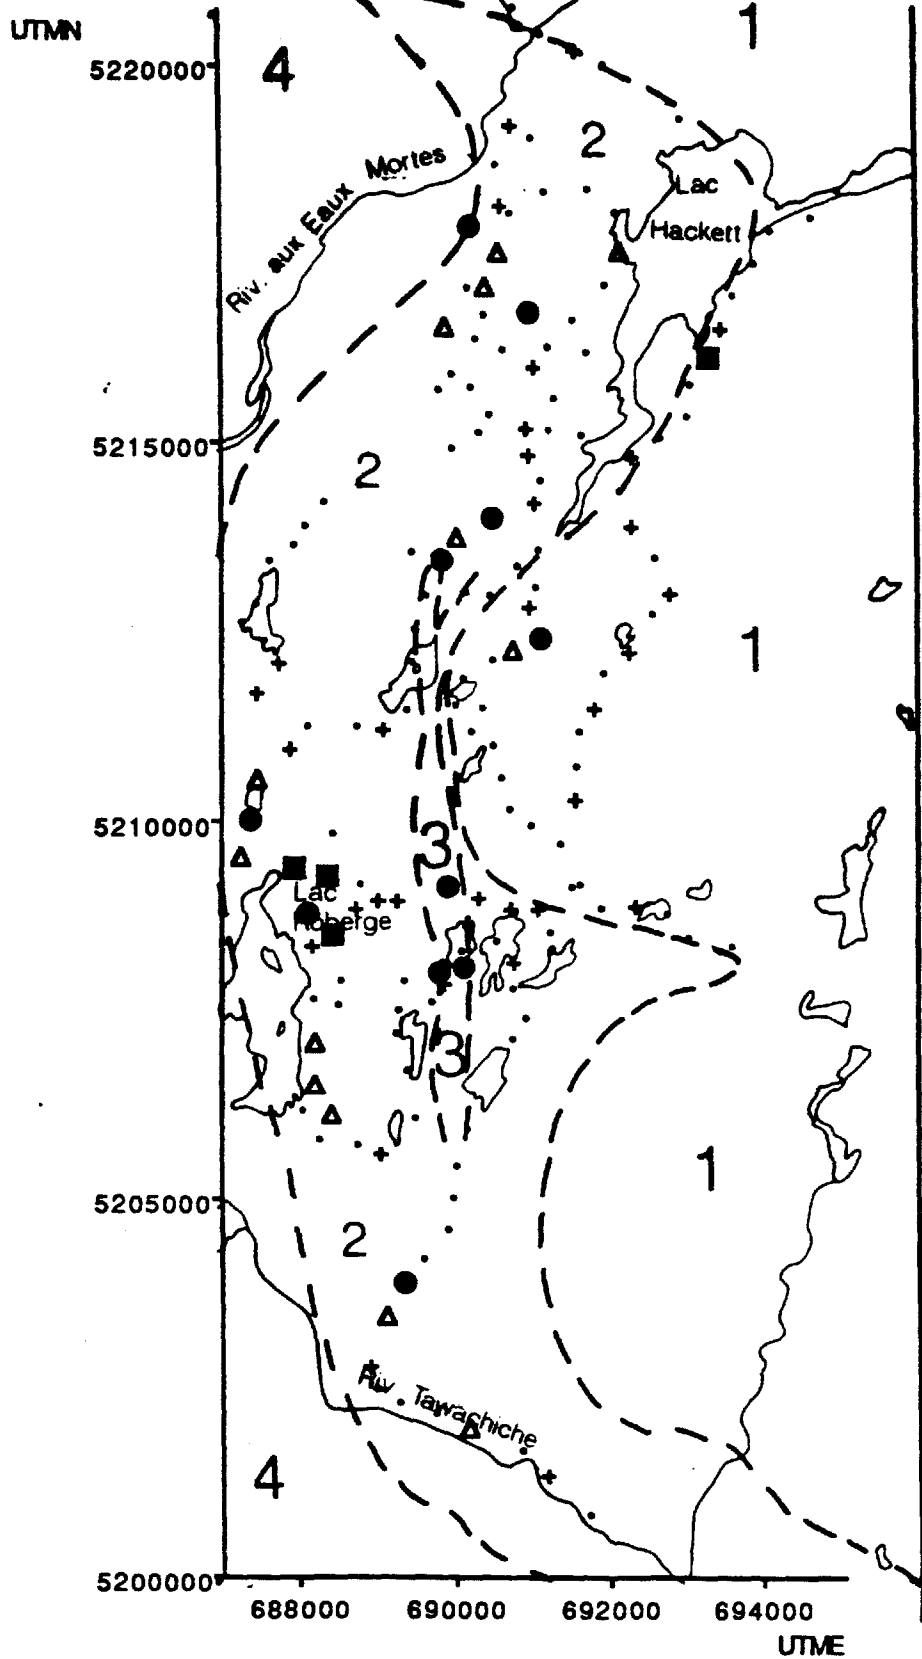 UTMN
1
5220000
4
2
Riv. aux Eaux Mortes
Lac
Hackett
5215000
2
1
5210000
3
Lac
Roberge
3
1
5205000
2
Riv Tawachiche
4
5200000
688000 690000 692000 694000
UTME